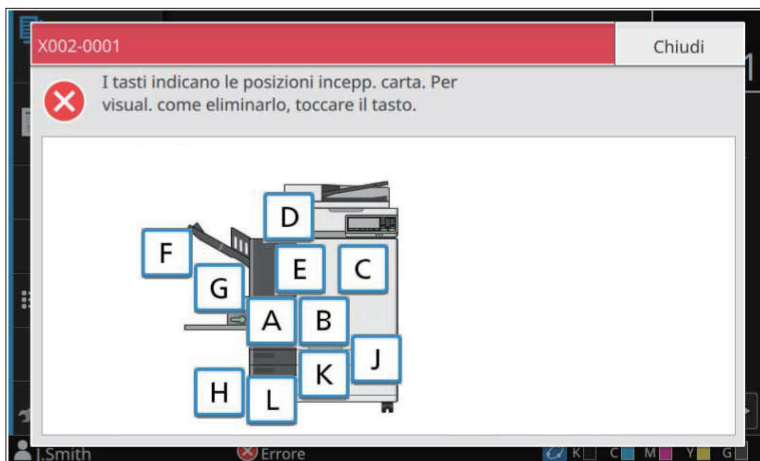 X002-0001
Chiudi
I tasti indicano le posizioni incepp. carta. Per
visual. come eliminarlo, toccare il tasto.
D
F
E
C
G
A
B
J
K
H
L
J.Smith
Errore
K
C
M
Y
G